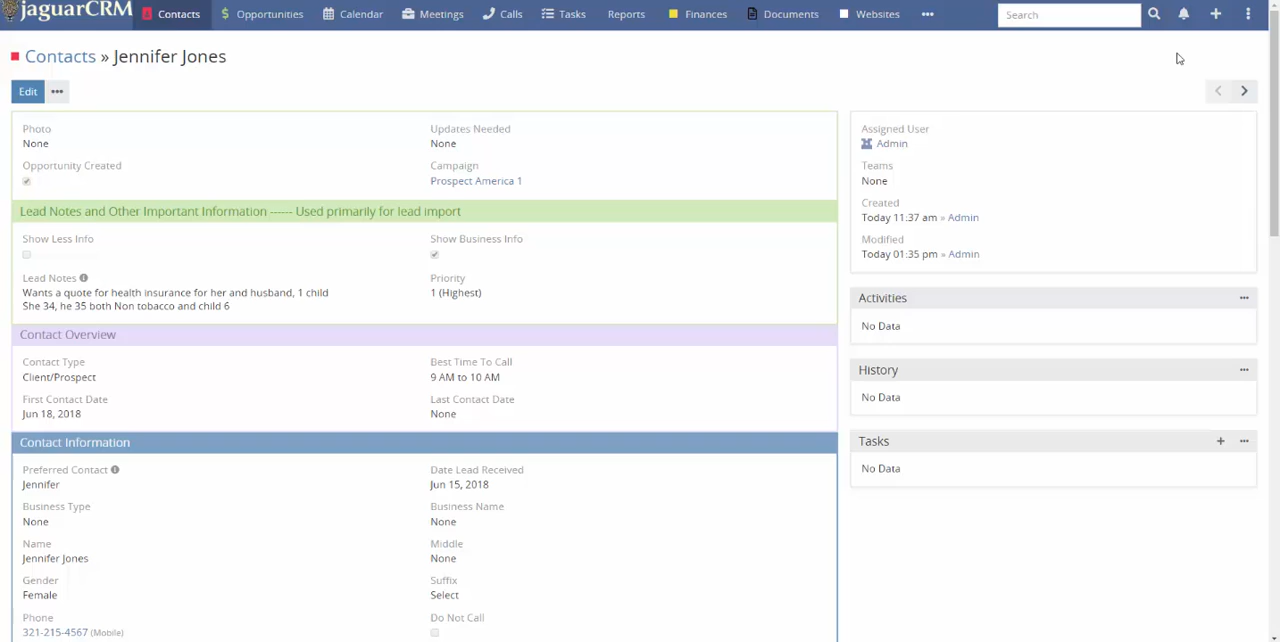 jaguarCRM
Contacts
Opportunities
Calendar
Meetings
Calls
Tasks
Reports
Finances
Documents
Websites
Search
Contacts » Jennifer Jones
Edit
Photo
None
Updates Needed
None
Opportunity Created
Campaign
Prospect America 1
Lead Notes and Other Important Information ------ Used primarily for lead import
Show Less Info
Show Business Info
Lead Notes
Wants a quote for health insurance for her and husband, 1 child
She 34, he 35 both Non tobacco and child 6
Priority
1 (Highest)
Contact Overview
Contact Type
Client/Prospect
Best Time To Call
9 AM to 10 AM
First Contact Date
Jun 18, 2018
Last Contact Date
None
Contact Information
Preferred Contact
Jennifer
Date Lead Received
Jun 15, 2018
Business Type
None
Business Name
None
Name
Jennifer Jones
Middle
None
Gender
Female
Suffix
Select
Phone
321-215-4567 (Mobile)
Do Not Call
Assigned User
Admin
Teams
None
Created
Today 11:37 am » Admin
Modified
Today 01:35 pm » Admin
Activities
No Data
History
No Data
Tasks
No Data